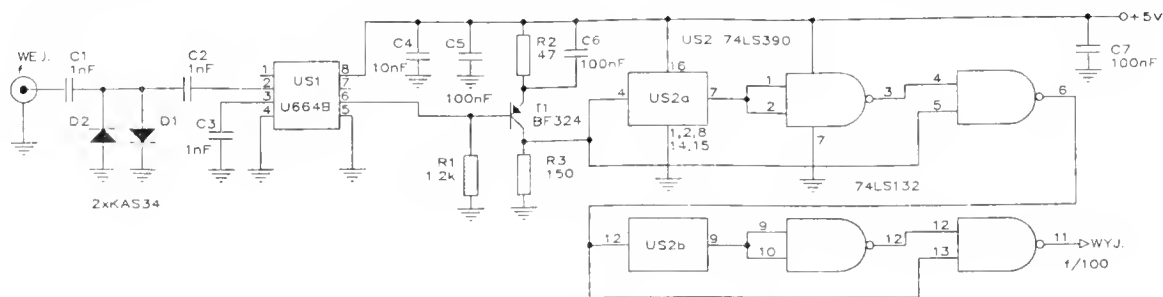 WEJ.
f
C1
1nF
C2
1nF
D2
D1
2xKAS34
C3
1nF
1
2
3
4
US1
U664B
8
7
6
5
C4
10nF
C5
100nF
R1
1.2k
R2
47
C6
100nF
T1
BF324
R3
150
US2 74LS390
4
16
US2a
7
1,2,8
14,15
1
2
3
7
4
5
6
74LS132
+5V
C7
100nF
12
US2b
9
9
10
12
12
13
11
WYJ.
f/100